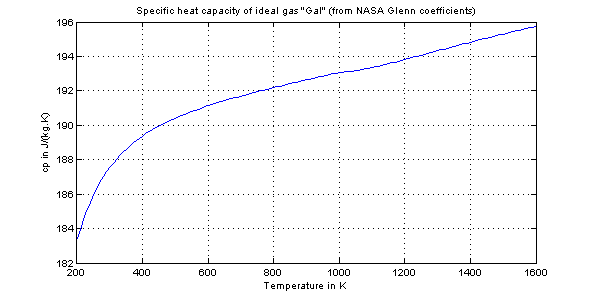 Specific heat capacity of ideal gas "GaI" (from NASA Glenn coefficients)
196
194
192
190
188
186
184
182
cp in J/(kg.K)
200 400 600 800 1000 1200 1400 1600
Temperature in K